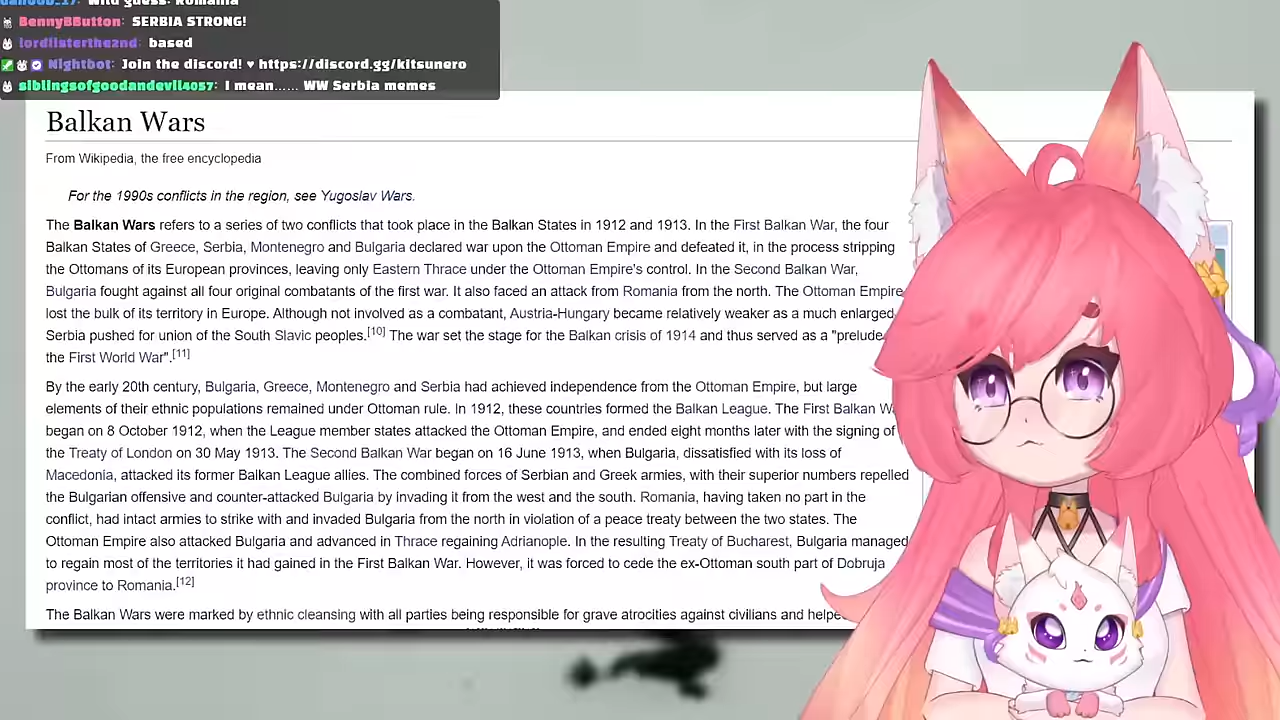 Wild guess: Romania
BennyBButton: SERBIA STRONG!
lordlisterthe2nd: based
Nightbot: Join the discord! ♥ https://discord.gg/kitsunero
siblingsofgoodandevil4057: I mean...... WW Serbia memes
Balkan Wars
From Wikipedia, the free encyclopedia
For the 1990s conflicts in the region, see Yugoslav Wars.
The Balkan Wars refers to a series of two conflicts that took place in the Balkan States in 1912 and 1913. In the First Balkan War, the four
Balkan States of Greece, Serbia, Montenegro and Bulgaria declared war upon the Ottoman Empire and defeated it, in the process stripping
the Ottomans of its European provinces, leaving only Eastern Thrace under the Ottoman Empire's control. In the Second Balkan War,
Bulgaria fought against all four original combatants of the first war. It also faced an attack from Romania from the north. The Ottoman Empire
lost the bulk of its territory in Europe. Although not involved as a combatant, Austria-Hungary became relatively weaker as a much enlarged
Serbia pushed for union of the South Slavic peoples.[10] The war set the stage for the Balkan crisis of 1914 and thus served as a "prelude
the First World War".[11]
By the early 20th century, Bulgaria, Greece, Montenegro and Serbia had achieved independence from the Ottoman Empire, but large
elements of their ethnic populations remained under Ottoman rule. In 1912, these countries formed the Balkan League. The First Balkan
began on 8 October 1912, when the League member states attacked the Ottoman Empire, and ended eight months later with the signing of
the Treaty of London on 30 May 1913. The Second Balkan War began on 16 June 1913, when Bulgaria, dissatisfied with its loss of
Macedonia, attacked its former Balkan League allies. The combined forces of Serbian and Greek armies, with their superior numbers repelled
the Bulgarian offensive and counter-attacked Bulgaria by invading it from the west and the south. Romania, having taken no part in the
conflict, had intact armies to strike with and invaded Bulgaria from the north in violation of a peace treaty between the two states. The
Ottoman Empire also attacked Bulgaria and advanced in Thrace regaining Adrianople. In the resulting Treaty of Bucharest, Bulgaria managed
to regain most of the territories it had gained in the First Balkan War. However, it was forced to cede the ex-Ottoman south part of Dobruja
province to Romania.[12]
The Balkan Wars were marked by ethnic cleansing with all parties being responsible for grave atrocities against civilians and helpe